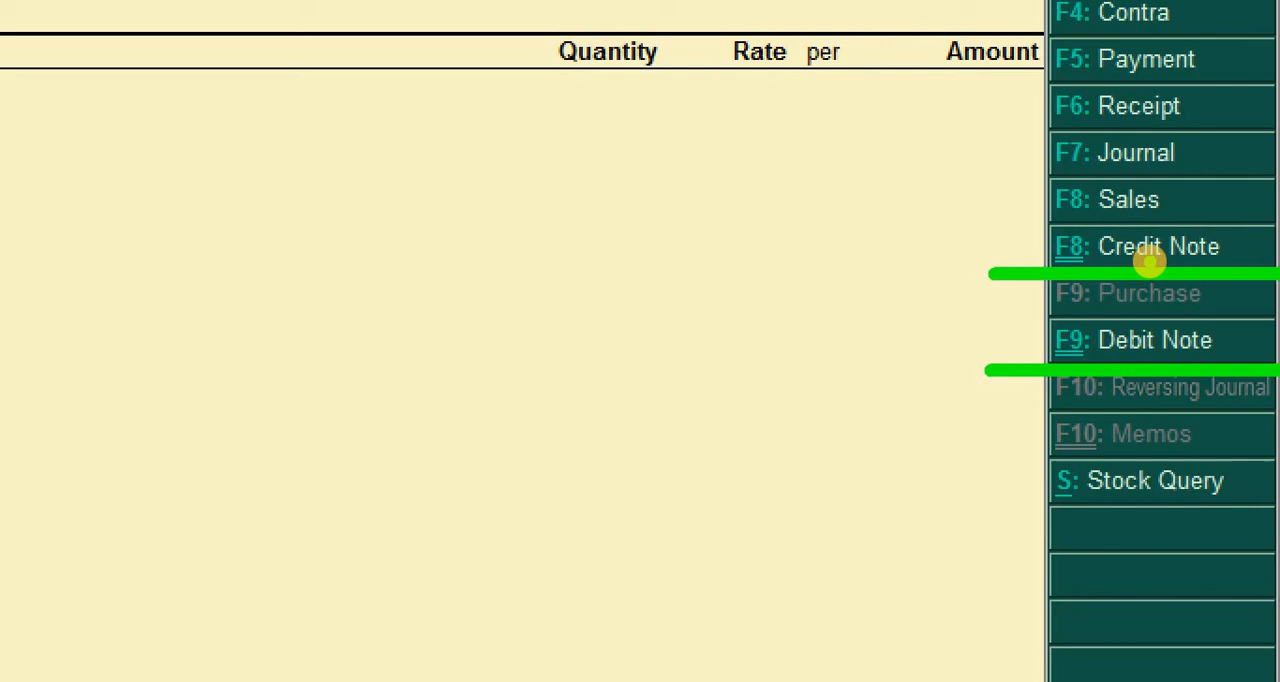 F4: Contra
Quantity Rate per Amount
F5: Payment
F6: Receipt
F7: Journal
F8: Sales
F8: Credit Note
F9: Purchase
F9: Debit Note
F10: Reversing Journal
F10: Memos
S: Stock Query